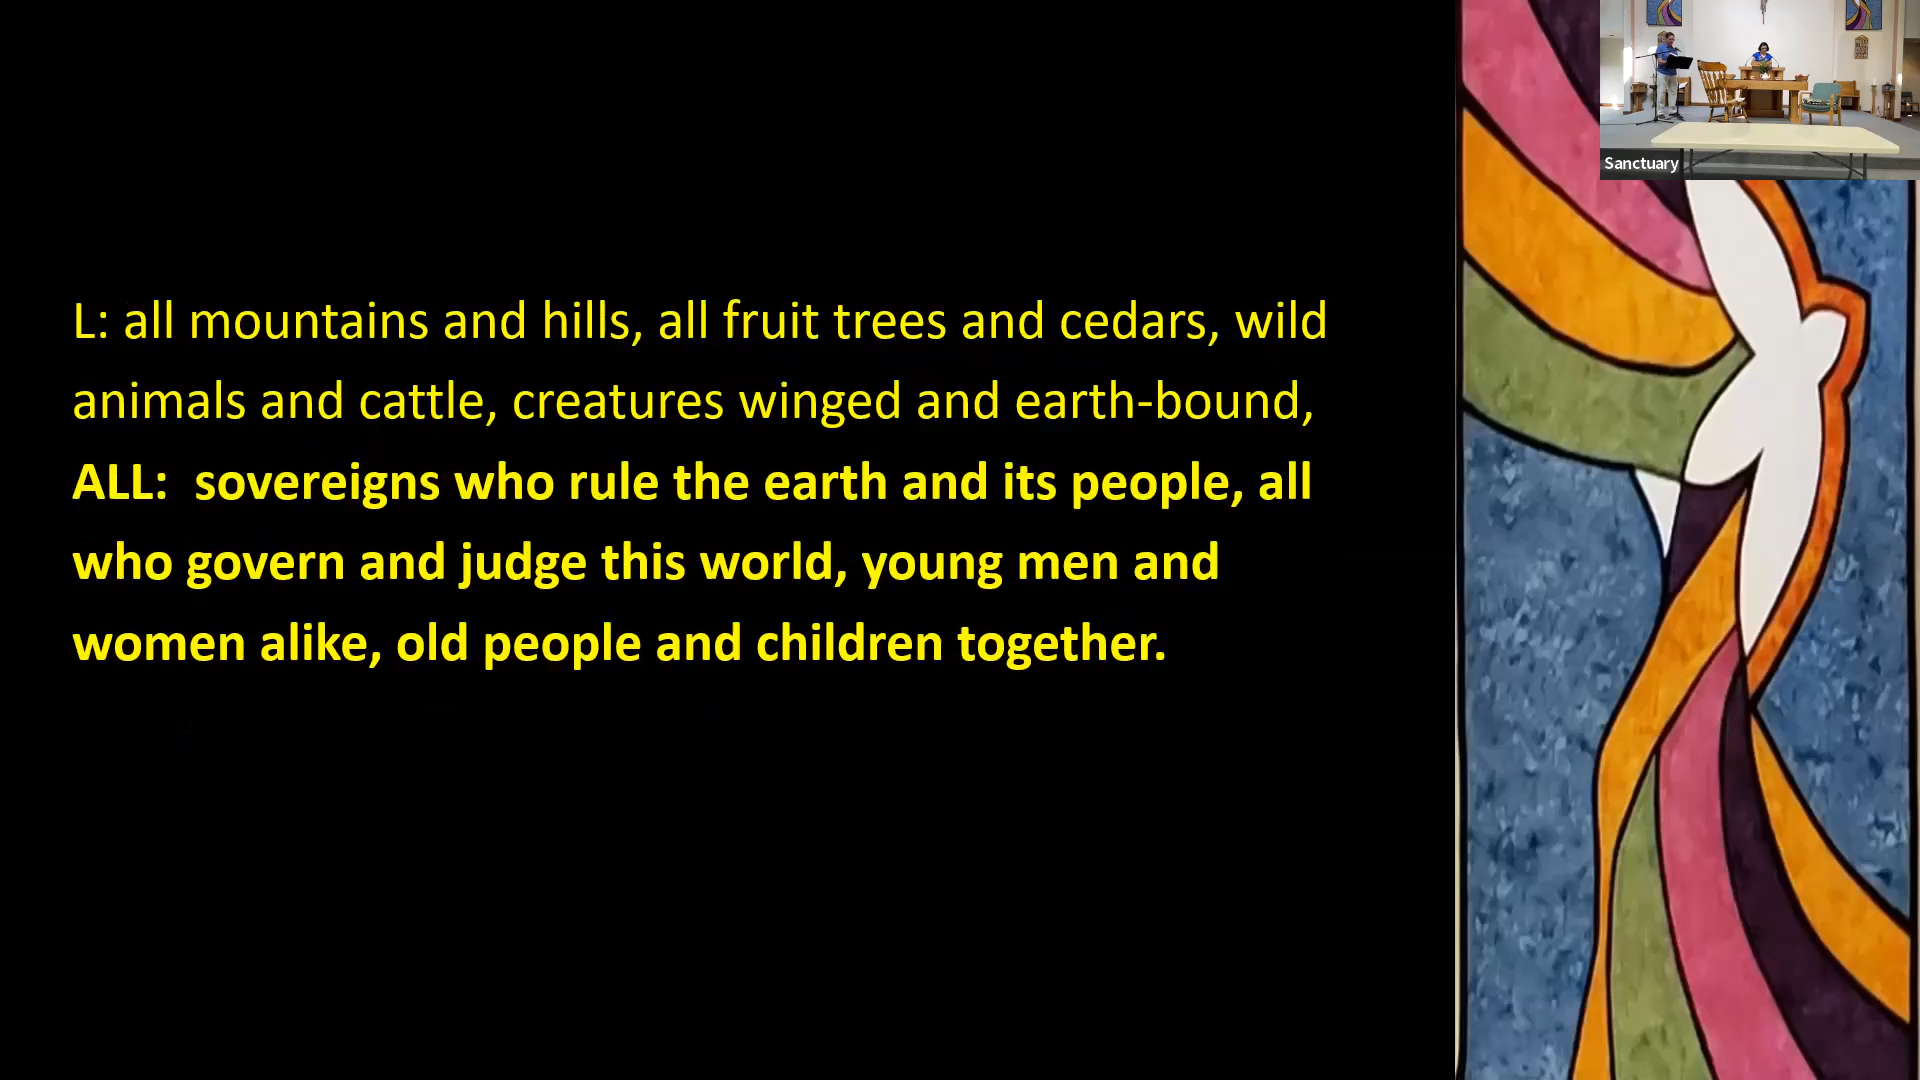 Sanctuary
L: all mountains and hills, all fruit trees and cedars, wild
animals and cattle, creatures winged and earth-bound,
ALL:  sovereigns who rule the earth and its people, all
who govern and judge this world, young men and
women alike, old people and children together.